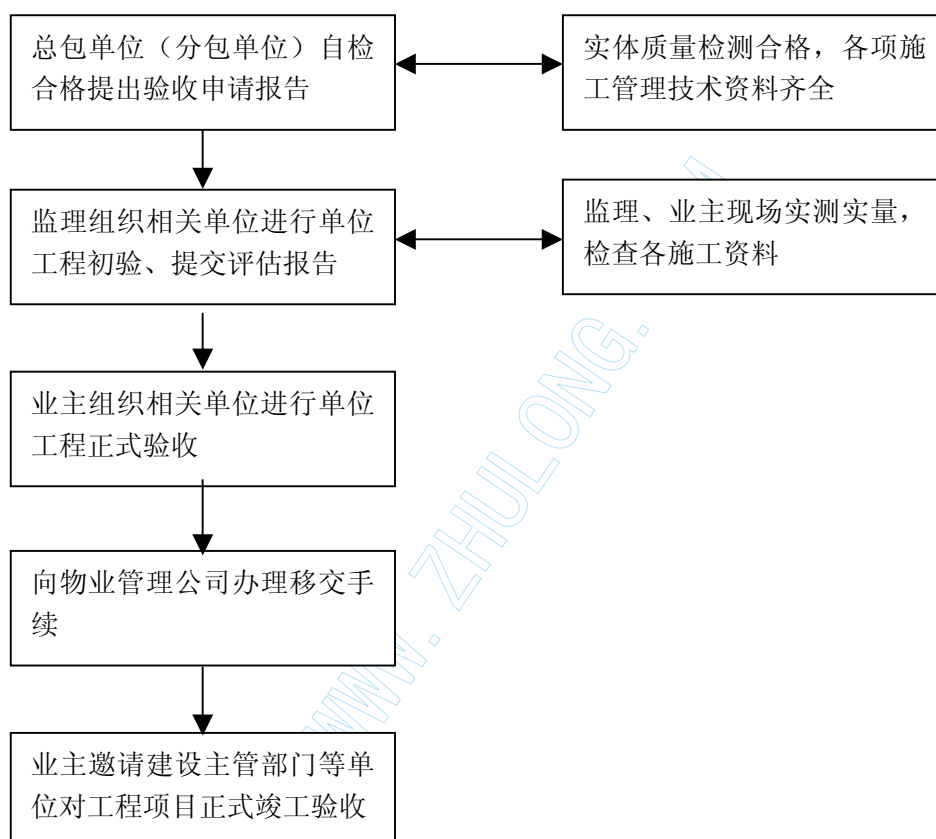 总包单位（分包单位）自检
合格提出验收申请报告
实体质量检测合格，各项施
工管理技术资料齐全
监理组织相关单位进行单位
工程初验、提交评估报告
监理、业主现场实测实量，
检查各施工资料
业主组织相关单位进行单位
工程正式验收
向物业管理公司办理移交手
续
业主邀请建设主管部门等单
位对工程项目正式竣工验收
WWW. ZHULONG.